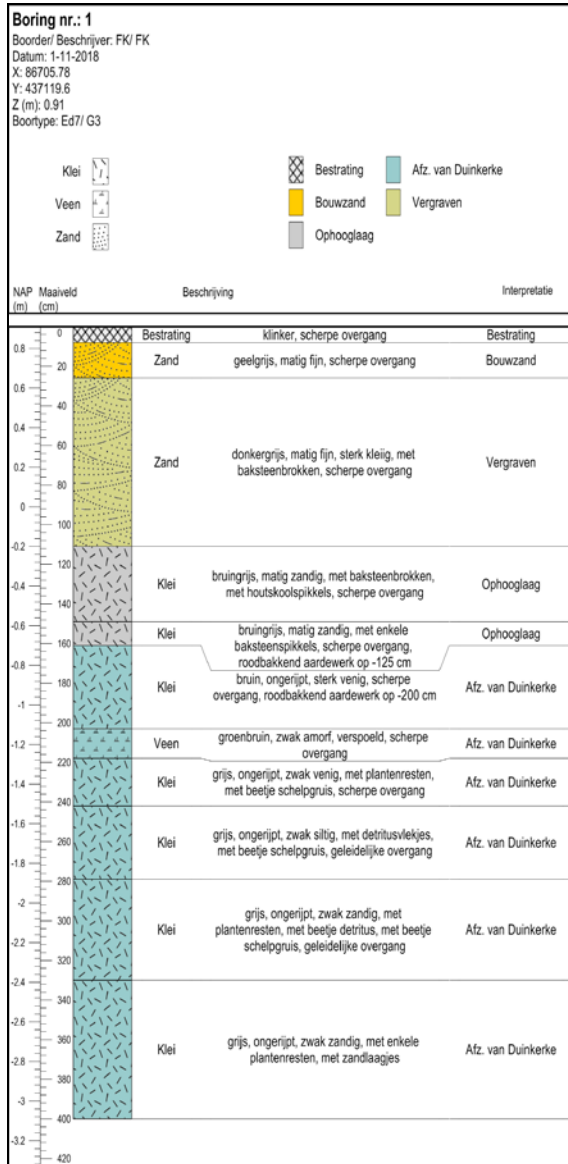 Boring nr.: 1
Boorder/ Beschrijver: FK/ FK
Datum: 1-11-2018
X: 86705.78
Y: 437119.6
Z (m): 0.91
Boortype: Ed7/ G3
Klei
Veen
Zand
Bestrating
Bouwzand
Ophooglaag
Afz. van Duinkerke
Vergraven
NAP Maaiveld Beschrijving Interpretatie
(m) (cm)
0 Bestrating klinker, scherpe overgang Bestrating
0.8
20 Zand geelgrijs, matig fijn, scherpe overgang Bouwzand
0.6
40
0.4
60
donkergrijs, matig fijn, sterk kleiig, met
0.2 Zand baksteenbrokken, scherpe overgang Vergraven
80
0
100
-0.2
120
bruingrijs, matig zandig, met baksteenbrokken,
-0.4 Klei met houtskoolspikkels, scherpe overgang Ophooglaag
140
-0.6
bruingrijs, matig zandig, met enkele
160 Klei baksteenspikkels, scherpe overgang, Ophooglaag
roodbakkend aardewerk op -125 cm
-0.8
bruin, ongerijpt, sterk venig, scherpe
180 Klei overgang, roodbakkend aardewerk op -200 cm Afz. van Duinkerke
-1
200
groenbruin, zwak amorf, verspoeld, scherpe
-1.2 Veen overgang Afz. van Duinkerke
220
grijs, ongerijpt, zwak venig, met plantenresten,
-1.4 Klei met beetje schelpgruis, scherpe overgang Afz. van Duinkerke
240
-1.6
grijs, ongerijpt, zwak siltig, met detritusvlekjes,
260 Klei met beetje schelpgruis, geleidelijke overgang Afz. van Duinkerke
-1.8
280
-2
grijs, ongerijpt, zwak zandig, met
300 Klei plantenresten, met beetje detritus, met beetje Afz. van Duinkerke
schelpgruis, geleidelijke overgang
-2.2
320
-2.4
340
-2.6
grijs, ongerijpt, zwak zandig, met enkele
360 Klei plantenresten, met zandlaagjes Afz. van Duinkerke
-2.8
380
-3
400
-3.2
420